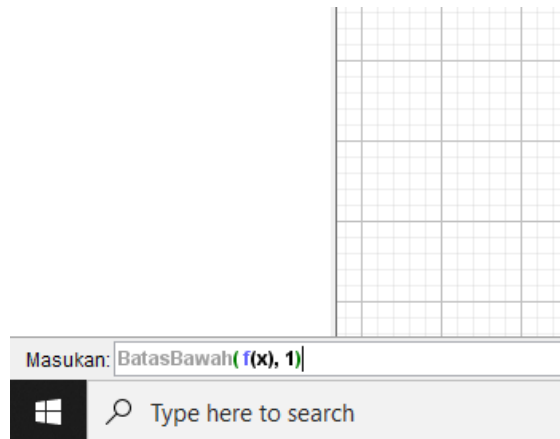 Masukan: BatasBawah( f(x), 1)
Type here to search